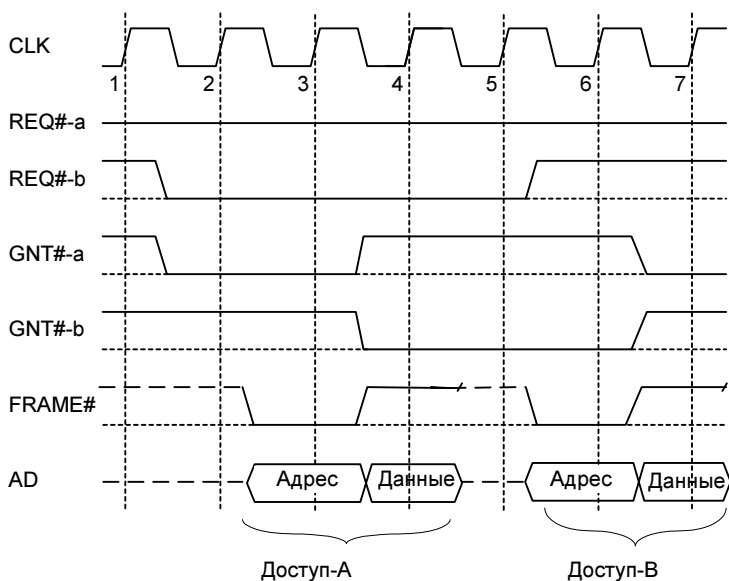 CLK
1 2 3 4 5 6 7
REQ#-a
REQ#-b
GNT#-a
GNT#-b
FRAME#
AD Адрес Данные Адрес Данные
Доступ-А Доступ-В